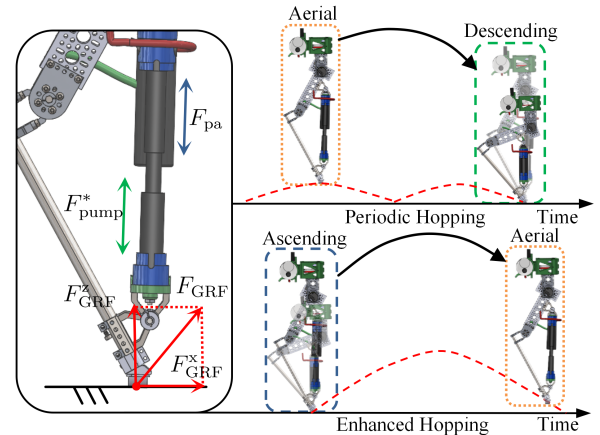 F_pa
F*_pump
F^z_GRF
F_GRF
F^x_GRF
Aerial
Descending
Periodic Hopping
Time
Ascending
Aerial
Enhanced Hopping
Time